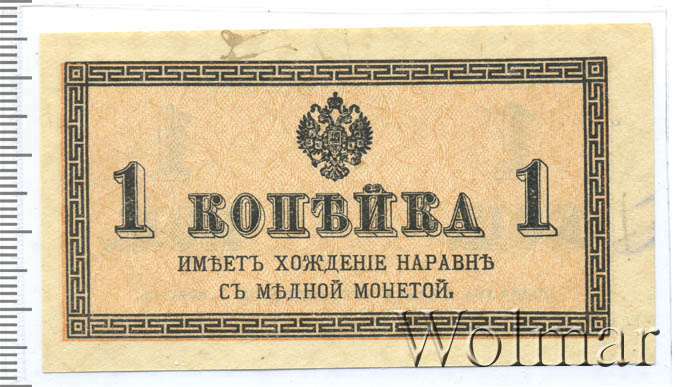 1 КОПѢЙКА 1
ИМѢЕТЪ ХОЖДЕНІЕ НАРАВНѢ
СЪ МѢДНОЙ МОНЕТОЙ.
Wolmar